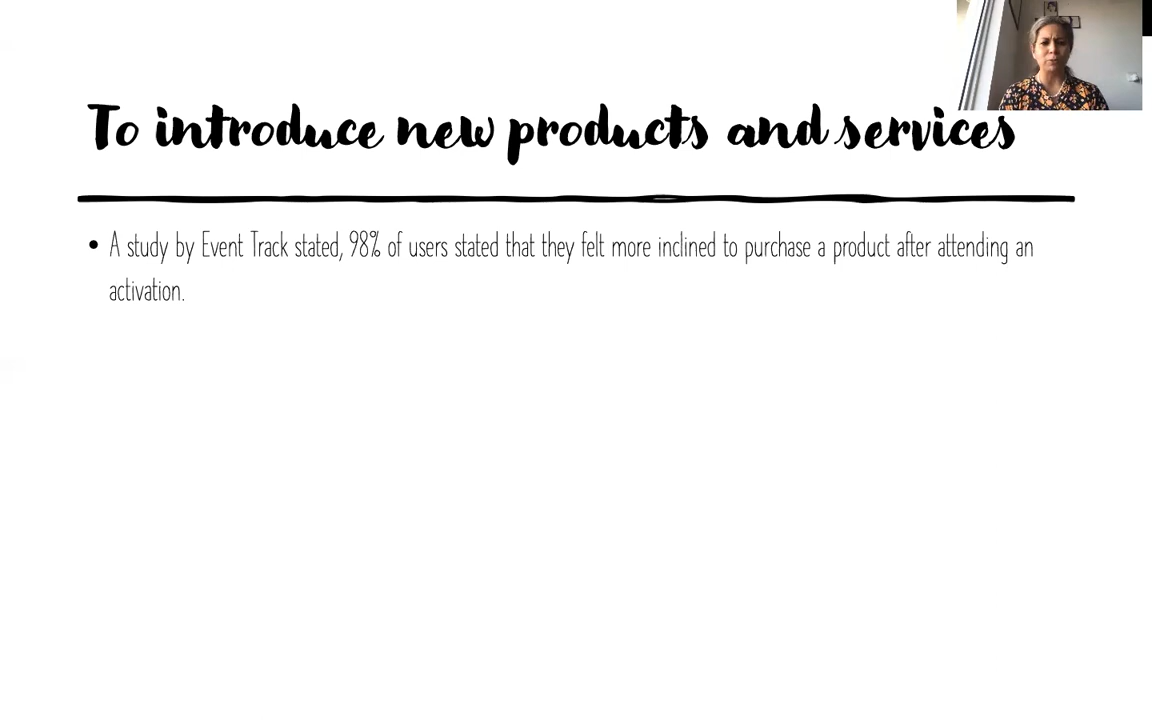 To introduce new products and services
• A study by Event Track stated, 98% of users stated that they felt more inclined to purchase a product after attending an
activation.